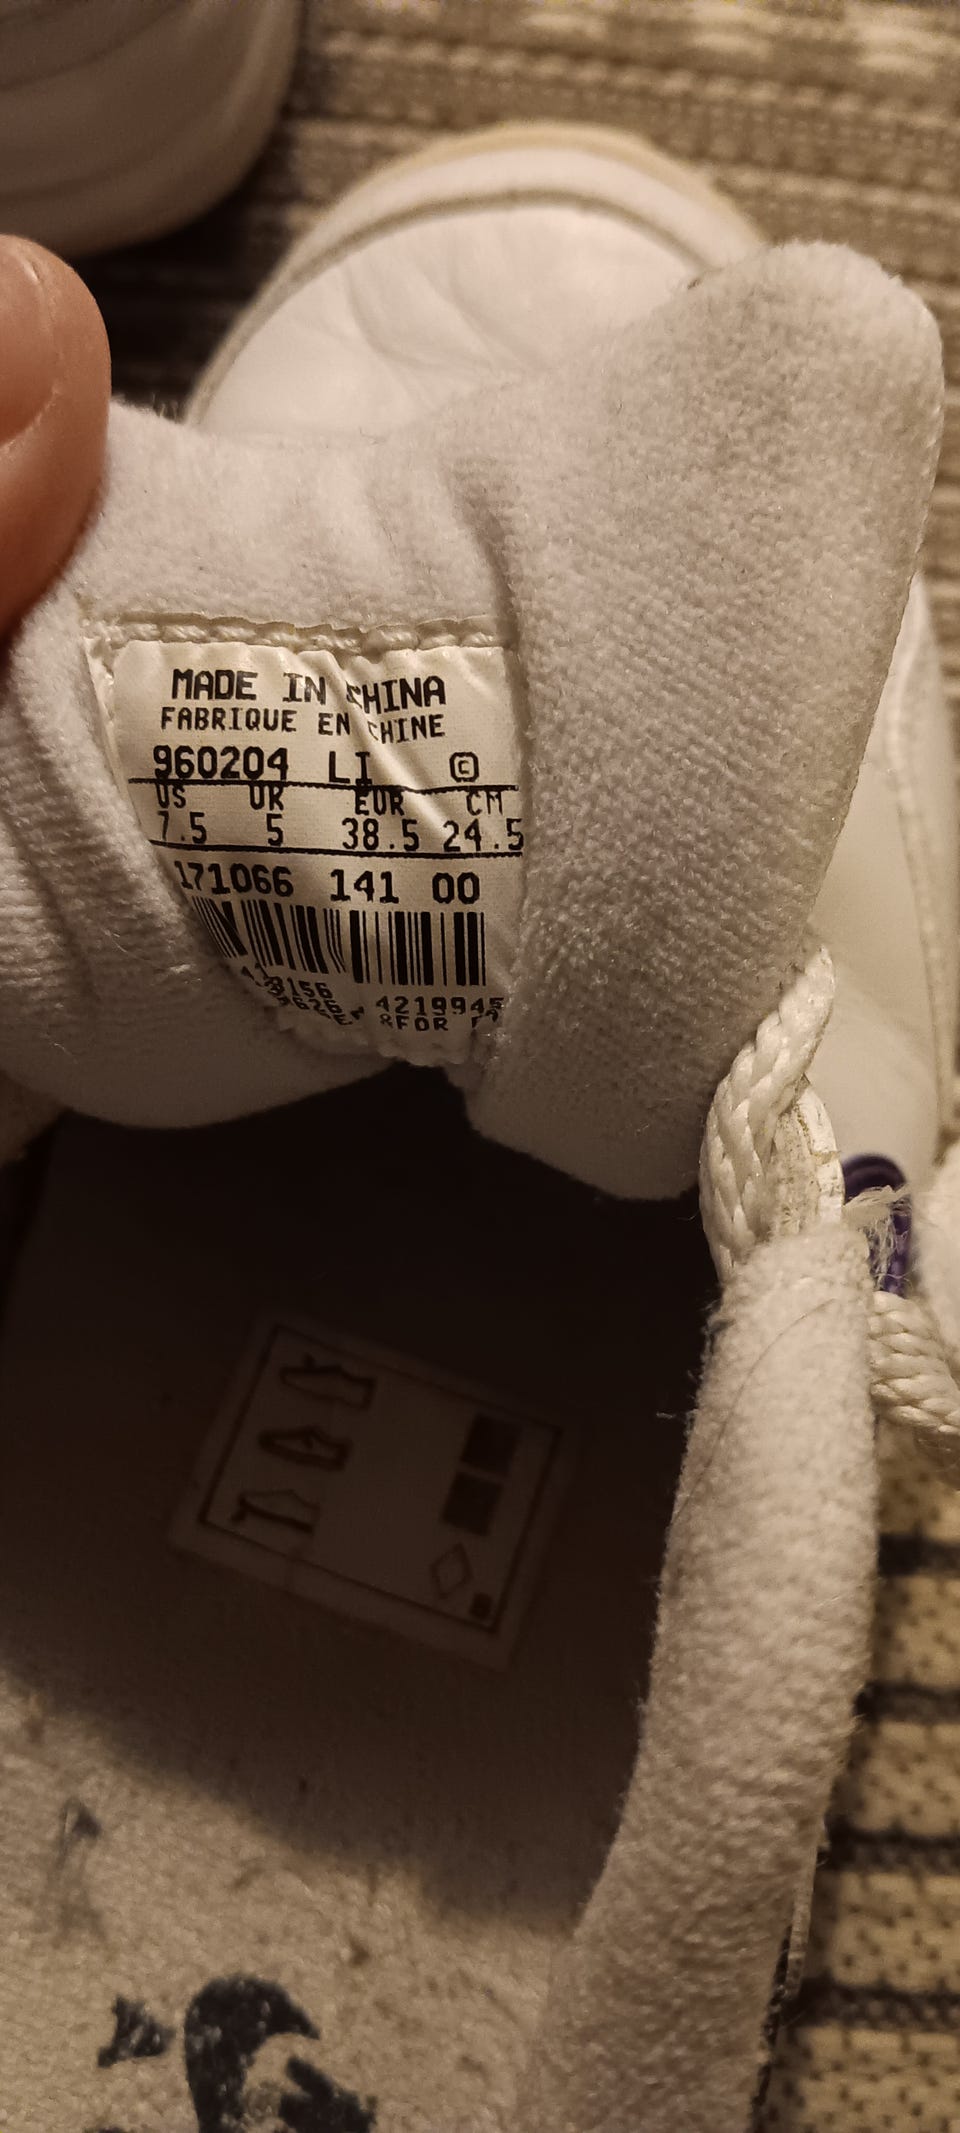 MADE IN CHINA
FABRIQUE EN CHINE
960204 LI ©
US UK EUR CM
7.5 5 38.5 24.5
171066 141 00
4219945